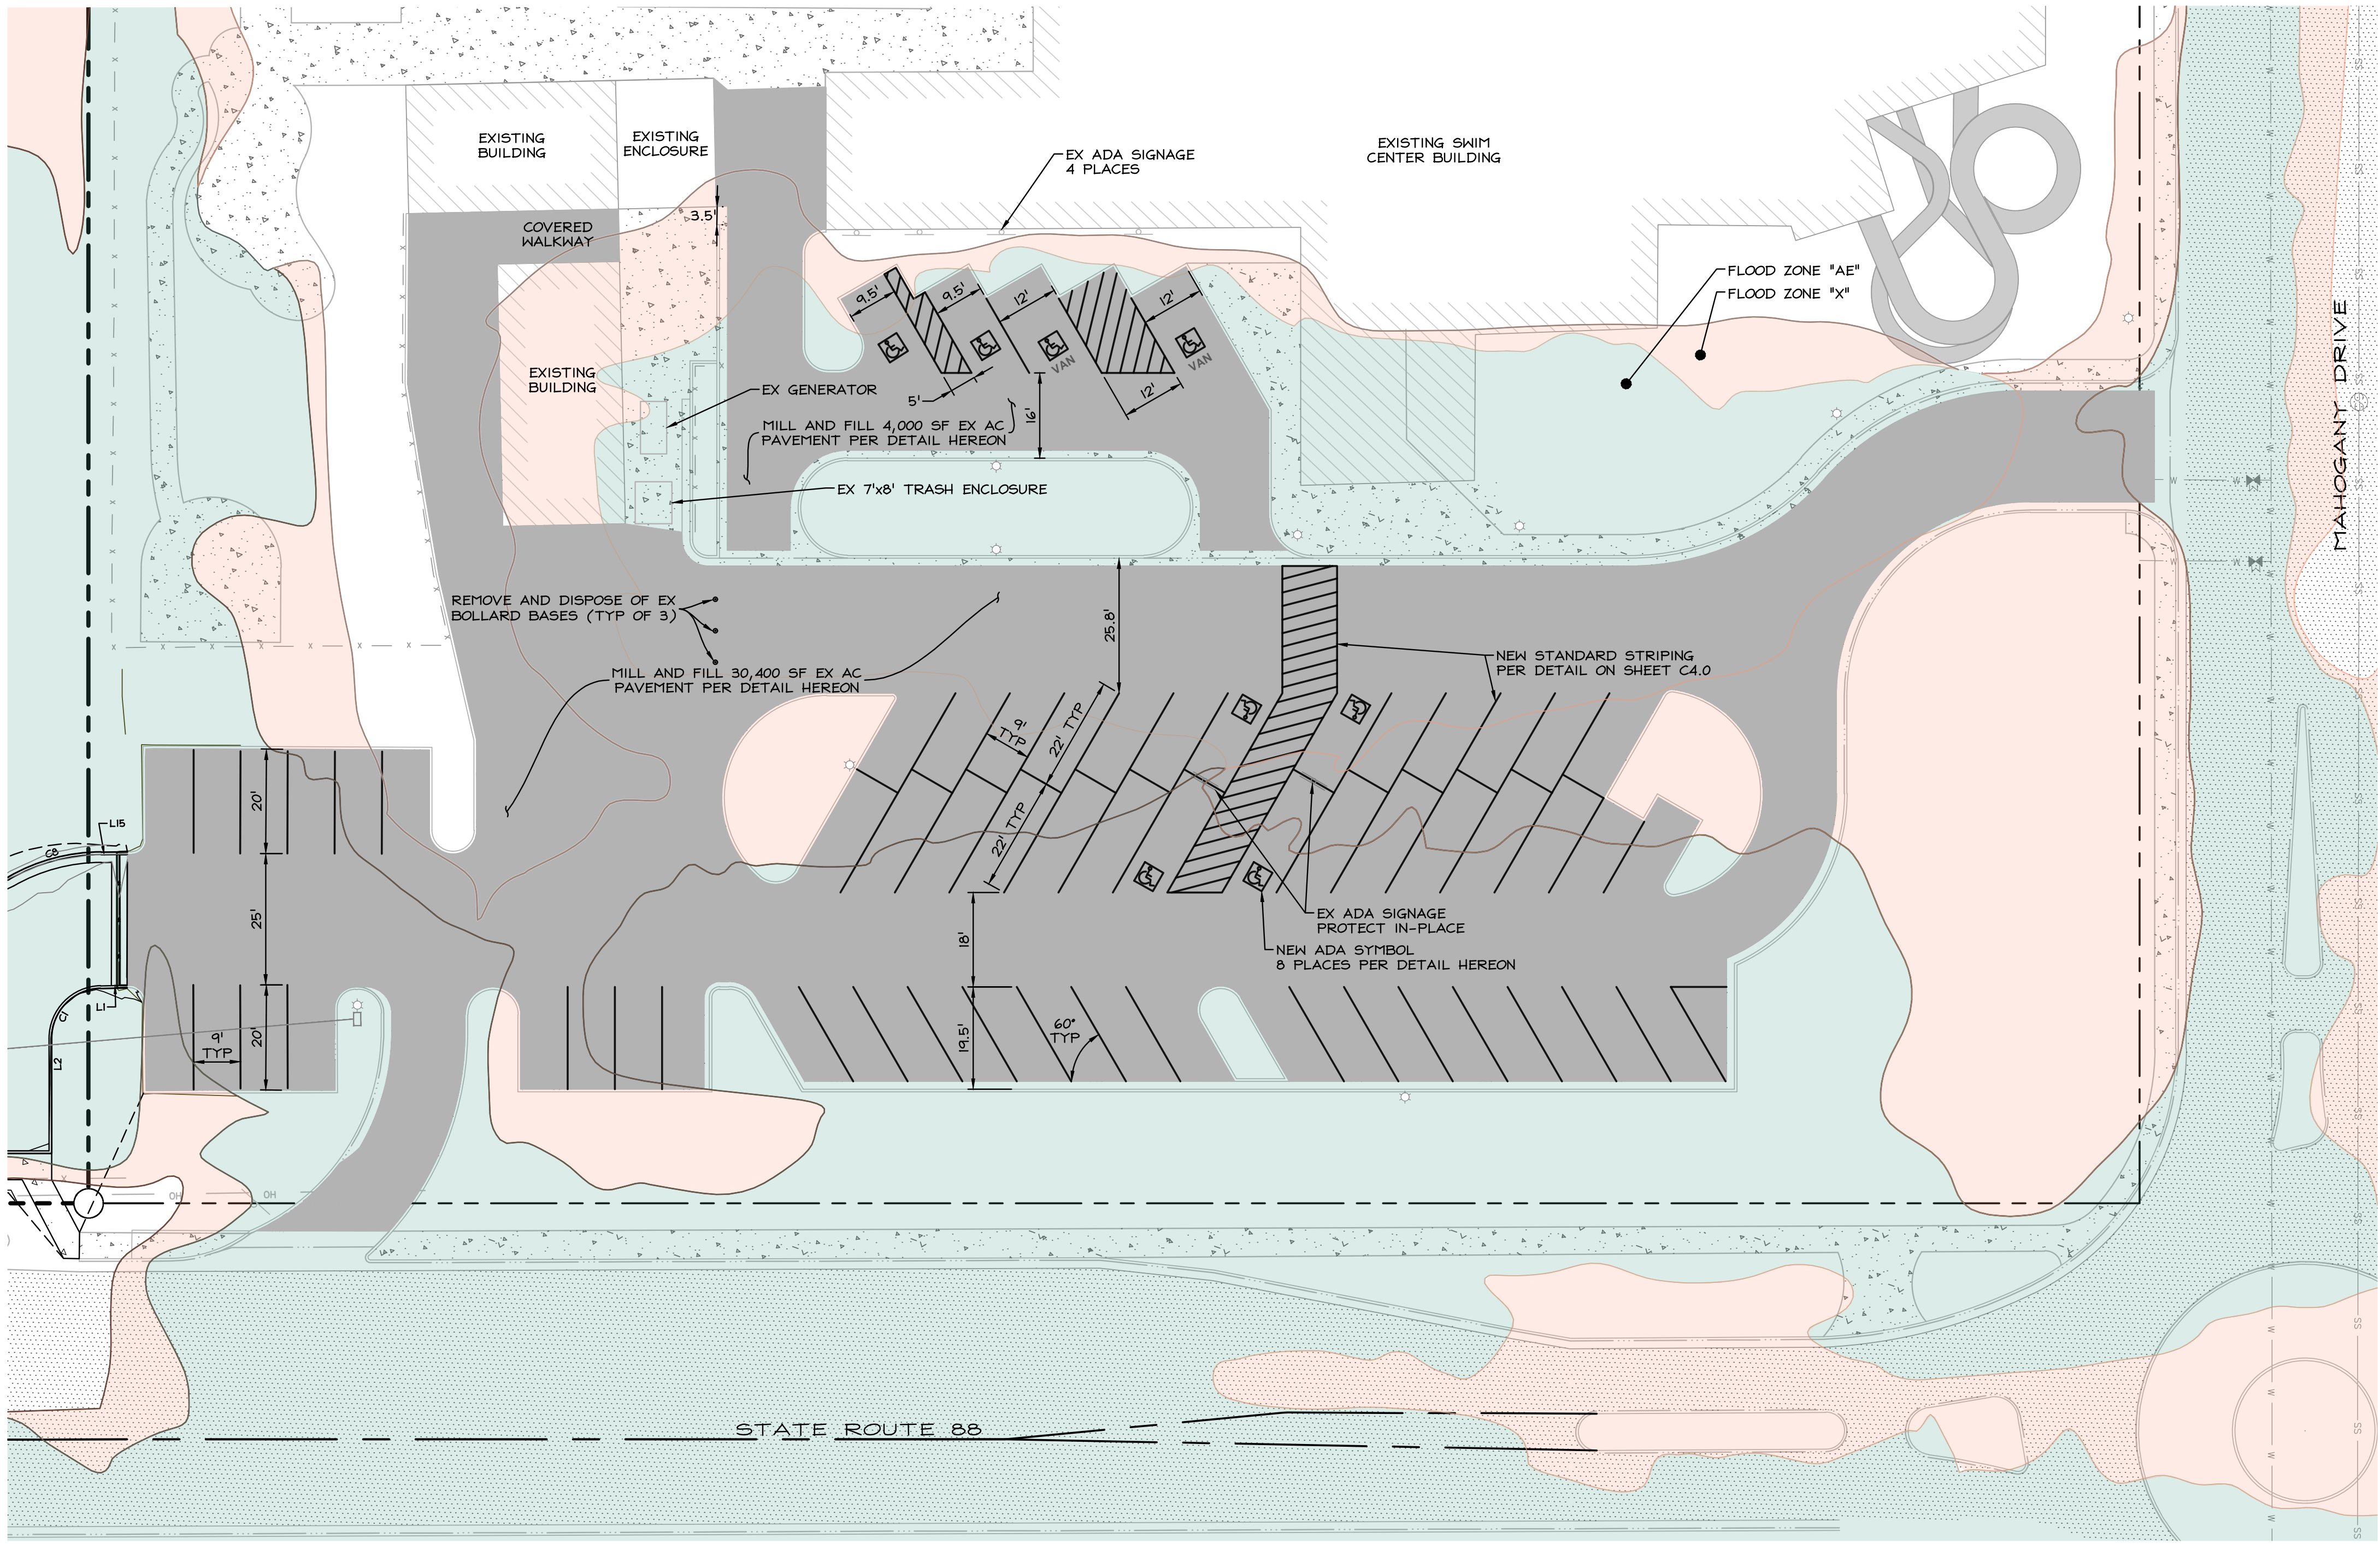 EXISTING
BUILDING
EXISTING
ENCLOSURE
EX ADA SIGNAGE
4 PLACES
EXISTING SWIM
CENTER BUILDING
3.5'
COVERED
WALKWAY
FLOOD ZONE "AE"
FLOOD ZONE "X"
MAHOGANY DRIVE
9.5'
9.5'
12'
12'
VAN
VAN
EXISTING
BUILDING
EX GENERATOR
5'
16'
12'
MILL AND FILL 4,000 SF EX AC
PAVEMENT PER DETAIL HEREON
EX 7'x8' TRASH ENCLOSURE
REMOVE AND DISPOSE OF EX
BOLLARD BASES (TYP OF 3)
25.8'
MILL AND FILL 30,400 SF EX AC
PAVEMENT PER DETAIL HEREON
NEW STANDARD STRIPING
PER DETAIL ON SHEET C4.0
9'
TYP
22' TYP
22' TYP
20'
L15
C8
25'
EX ADA SIGNAGE
PROTECT IN-PLACE
18'
NEW ADA SYMBOL
8 PLACES PER DETAIL HEREON
L1
C1
L2
9'
TYP
20'
19.5'
60°
TYP
OH
OH
STATE ROUTE 88